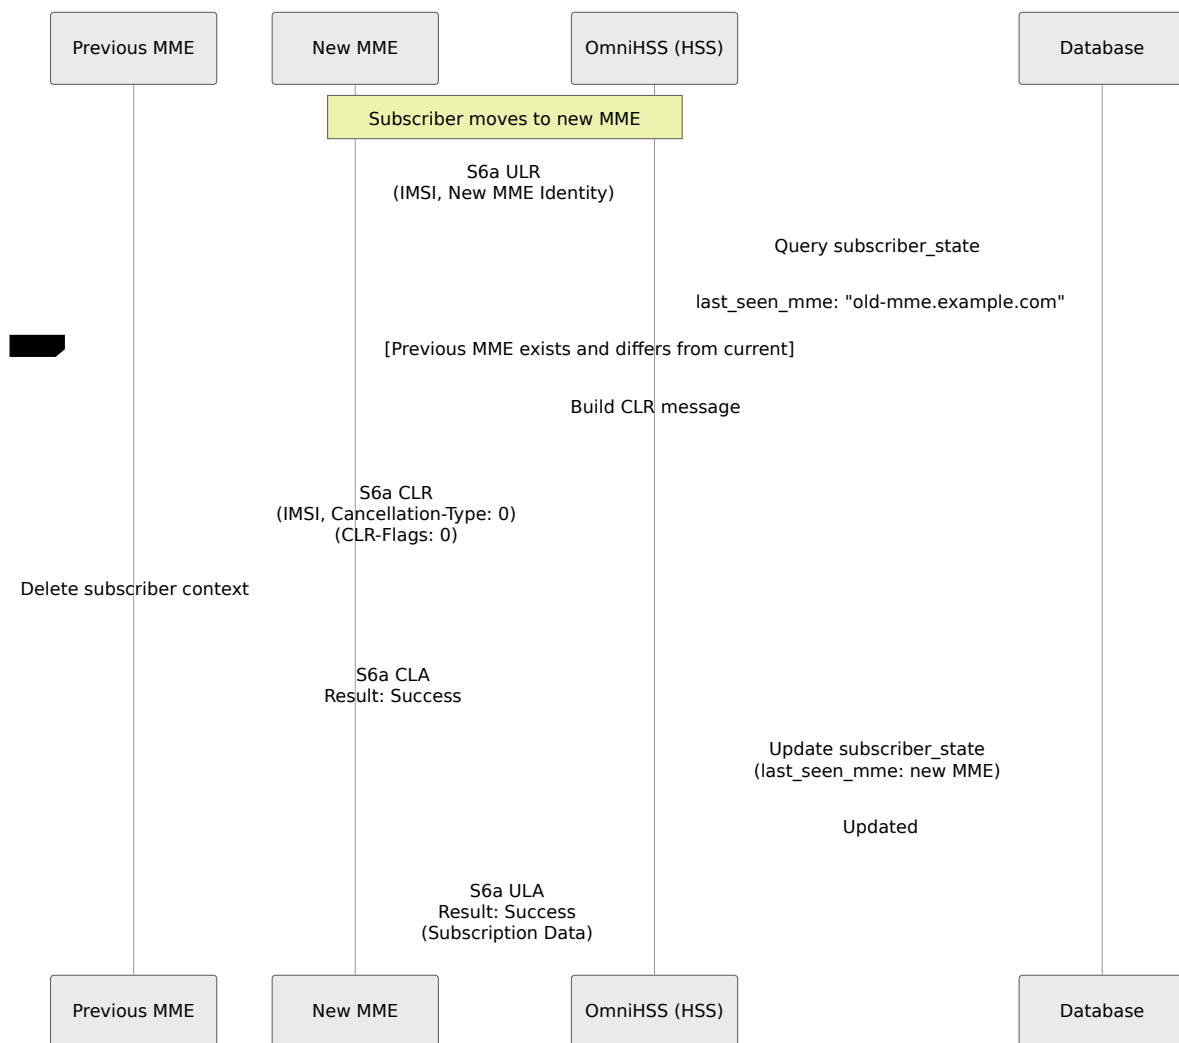 Previous MME
New MME
OmniHSS (HSS)
Database
Subscriber moves to new MME
S6a ULR
(IMSI, New MME Identity)
Query subscriber_state
last_seen_mme: "old-mme.example.com"
[Previous MME exists and differs from current]
Build CLR message
S6a CLR
(IMSI, Cancellation-Type: 0)
(CLR-Flags: 0)
Delete subscriber context
S6a CLA
Result: Success
Update subscriber_state
(last_seen_mme: new MME)
Updated
S6a ULA
Result: Success
(Subscription Data)
Previous MME
New MME
OmniHSS (HSS)
Database